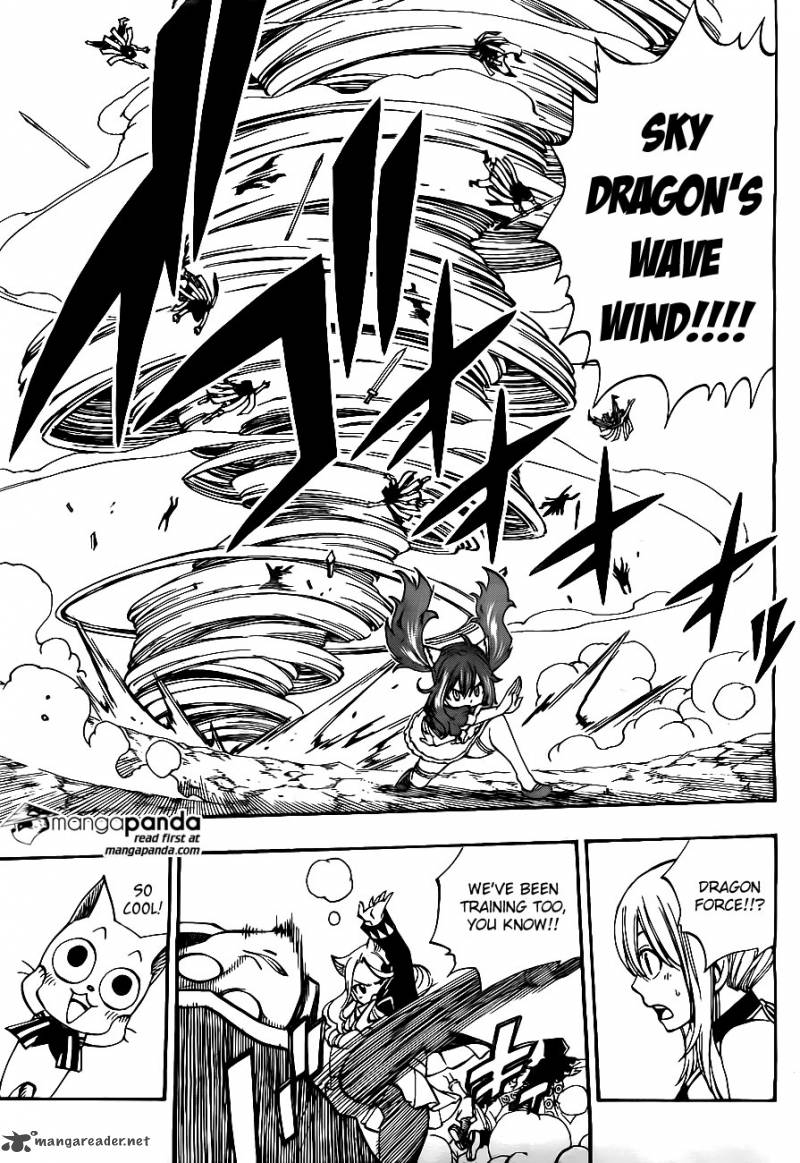 SKY
DRAGON'S
WAVE
WIND!!!!
DRAGON
FORCE!!?
WE'VE BEEN
TRAINING TOO,
YOU KNOW!!
SO
COOL!
mangapanda
read first at
mangapanda.com
mangareader.net